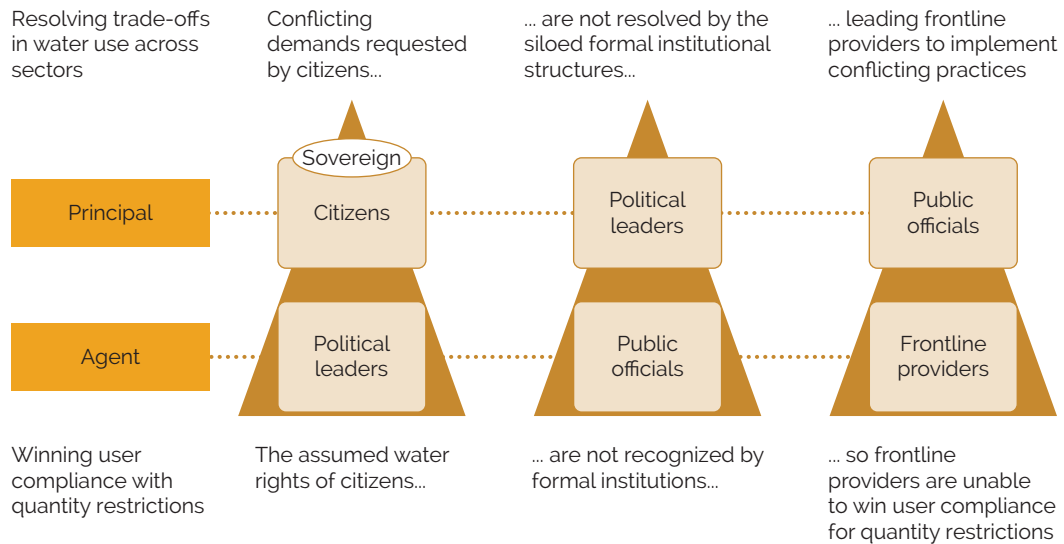 Resolving trade-offs
in water use across
sectors
Conflicting
demands requested
by citizens...
... are not resolved by the
siloed formal institutional
structures...
... leading frontline
providers to implement
conflicting practices
Principal
Sovereign
Citizens
Political
leaders
Public
officials
Agent
Political
leaders
Public
officials
Frontline
providers
Winning user
compliance with
quantity restrictions
The assumed water
rights of citizens...
... are not recognized by
formal institutions...
... so frontline
providers are unable
to win user compliance
for quantity restrictions